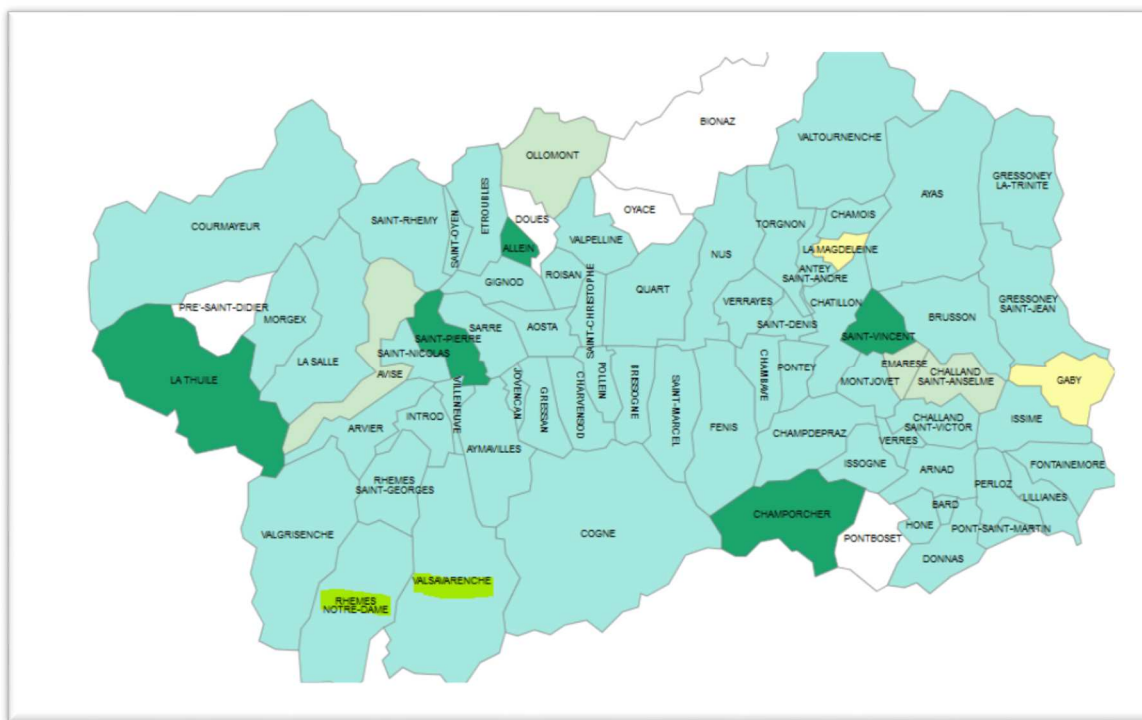 BIONAZ
VALTOURNENCHE
OLLOMONT
GRESSONEY
LA-TRINITE
AYAS
COURMAYEUR
SAINT-RHEMY
SAINT-OYEN
ETROUBLES
DOUES
OYACE
CHAMOIS
TORGNON
ALLEIN
VALPELLINE
LA MAGDELEINE
NUS
ROISAN
ANTEY
SAINT-ANDRE
GIGNOD
SAINT-CHRISTOPHE
QUART
VERRAYES
CHATILLON
GRESSONEY
SAINT-JEAN
PRE'-SAINT-DIDIER
MORGEX
BRUSSON
SARRE
AOSTA
SAINT-DENIS
SAINT-PIERRE
SAINT-VINCENT
SAINT-NICOLAS
LA SALLE
EMARESE
CHALLAND
SAINT-ANSELME
PONTEY
AVISE
LA THUILE
MONTJOVET
GABY
VILLENEUVE
JOVENCAN
GRESSAN
CHARVENSOD
POLLEIN
BRISSOGNE
SAINT-MARCEL
CHAMBAVE
INTROD
ARVIER
FENIS
CHALLAND
SAINT-VICTOR
ISSIME
CHAMPDEPRAZ
VERRES
AYMAVILLES
ISSOGNE
ARNAD
FONTAINEMORE
RHEMES
SAINT-GEORGES
PERLOZ
LILLIANES
BARD
CHAMPORCHER
HONE
PONT-SAINT-MARTIN
VALGRISENCHE
COGNE
PONTBOSET
DONNAS
VALSAVARENCHE
RHEMES
NOTRE-DAME